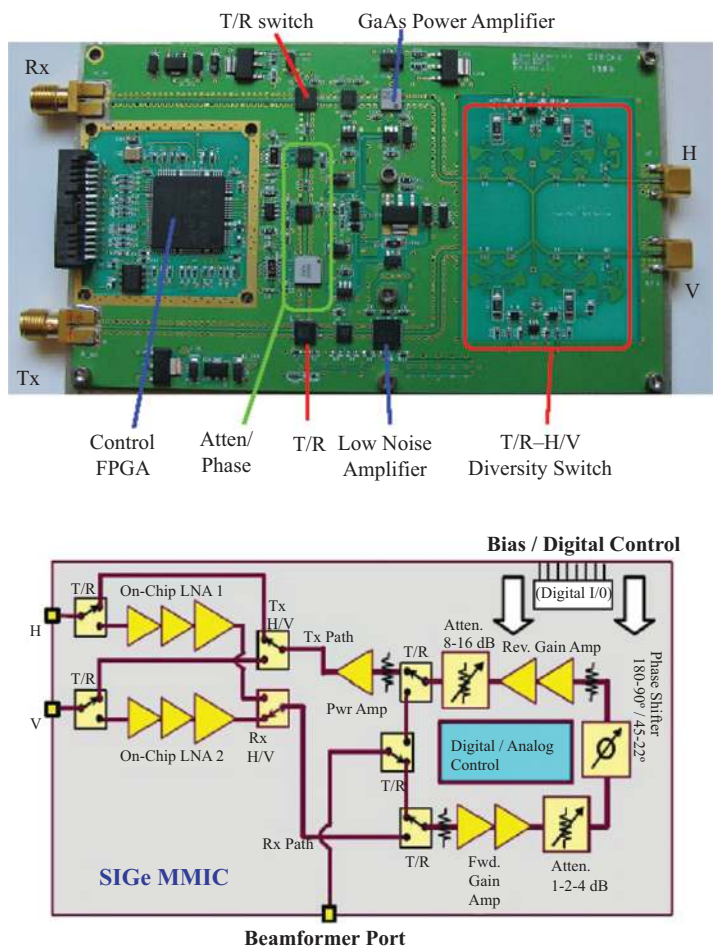 T/R switch
GaAs Power Amplifier
Rx
H
V
Tx
Control
FPGA
Atten/
Phase
T/R
Low Noise
Amplifier
T/R–H/V
Diversity Switch
Bias / Digital Control
(Digital I/0)
T/R
On-Chip LNA 1
H
Tx
H/V
Tx Path
Pwr Amp
T/R
Atten.
8-16 dB
Rev. Gain Amp
Phase Shifter
180-90° / 45-22°
T/R
V
On-Chip LNA 2
Rx
H/V
T/R
Digital / Analog
Control
Rx Path
T/R
Fwd.
Gain
Amp
Atten.
1-2-4 dB
SIGe MMIC
Beamformer Port